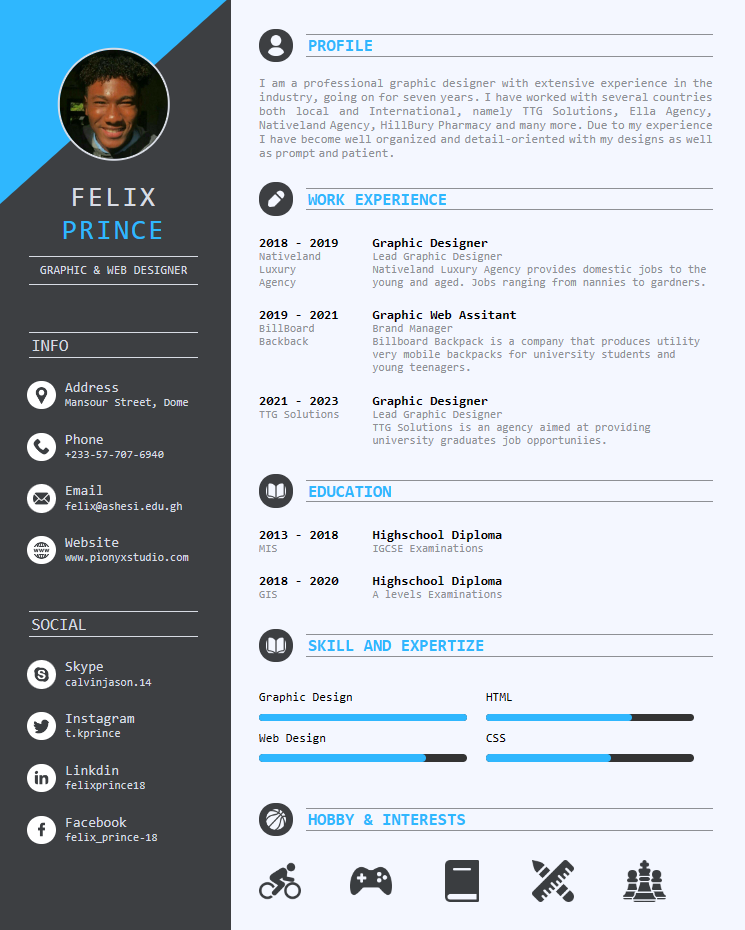 FELIX
PRINCE
GRAPHIC & WEB DESIGNER
INFO
Address
Mansour Street, Dome
Phone
+233-57-707-6940
Email
felix@ashesi.edu.gh
Website
www.pionyxstudio.com
SOCIAL
Skype
calvinjason.14
Instagram
t.kprince
Linkdin
felixprince18
Facebook
felix_prince-18
PROFILE
I am a professional graphic designer with extensive experience in the
industry, going on for seven years. I have worked with several countries
both local and International, namely TTG Solutions, Ella Agency,
Nativeland Agency, HillBury Pharmacy and many more. Due to my experience
I have become well organized and detail-oriented with my designs as well
as prompt and patient.
WORK EXPERIENCE
2018 - 2019
Nativeland
Luxury
Agency
Graphic Designer
Lead Graphic Designer
Nativeland Luxury Agency provides domestic jobs to the
young and aged. Jobs ranging from nannies to gardners.
2019 - 2021
BillBoard
Backback
Graphic Web Assitant
Brand Manager
Billboard Backpack is a company that produces utility
very mobile backpacks for university students and
young teenagers.
2021 - 2023
TTG Solutions
Graphic Designer
Lead Graphic Designer
TTG Solutions is an agency aimed at providing
university graduates job opportuniies.
EDUCATION
2013 - 2018
MIS
Highschool Diploma
IGCSE Examinations
2018 - 2020
GIS
Highschool Diploma
A levels Examinations
SKILL AND EXPERTIZE
Graphic Design
HTML
Web Design
CSS
HOBBY & INTERESTS